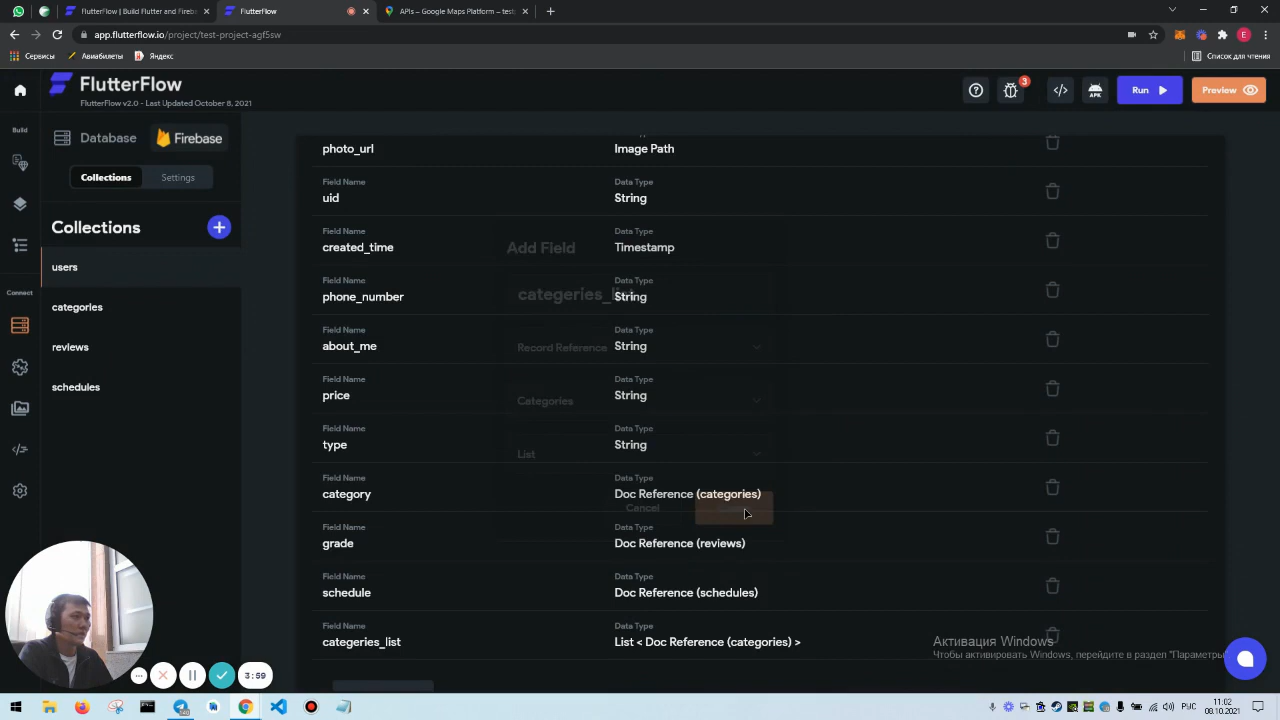 FlutterFlow | Build Flutter and Fireb
FlutterFlow
APIs – Google Maps Platform – test
app.flutterflow.io/project/test-project-agf5sw
Сервисы
Авиабилеты
Яндекс
Список для чтения
FlutterFlow
FlutterFlow v2.0 - Last Updated October 8, 2021
3
Run
Preview
Build
Connect
Database
Firebase
Collections
Settings
Collections
users
categories
reviews
schedules
photo_url
Image Path
Field Name
Data Type
uid
String
Field Name
Data Type
created_time
Timestamp
Field Name
Data Type
phone_number
String
Field Name
Data Type
about_me
String
Field Name
Data Type
price
String
Field Name
Data Type
type
String
Field Name
Data Type
category
Doc Reference (categories)
Field Name
Data Type
grade
Doc Reference (reviews)
Field Name
Data Type
schedule
Doc Reference (schedules)
Field Name
Data Type
categeries_list
List < Doc Reference (categories) >
Add Field
Record Reference
Categories
List
Cancel
Активация Windows
Чтобы активировать Windows, перейдите в раздел "Параметры
3:59
РУС
11:02
08.10.2021